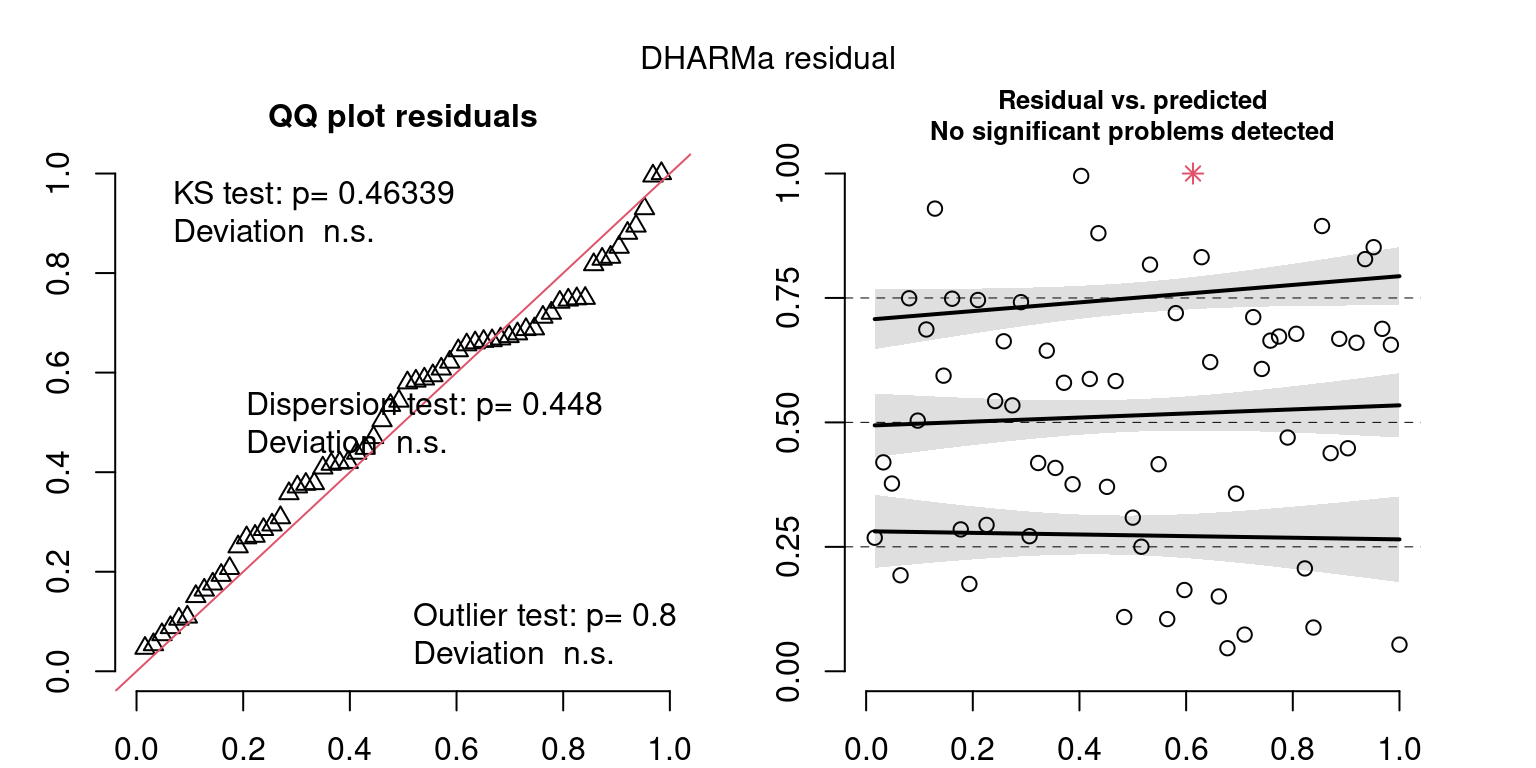 DHARMa residual
QQ plot residuals
KS test: p= 0.46339
Deviation  n.s.
Dispersion test: p= 0.448
Deviation  n.s.
Outlier test: p= 0.8
Deviation  n.s.
1.0
0.8
0.6
0.4
0.2
0.0
0.0 0.2 0.4 0.6 0.8 1.0
Residual vs. predicted
No significant problems detected
1.00
0.75
0.50
0.25
0.00
0.0 0.2 0.4 0.6 0.8 1.0